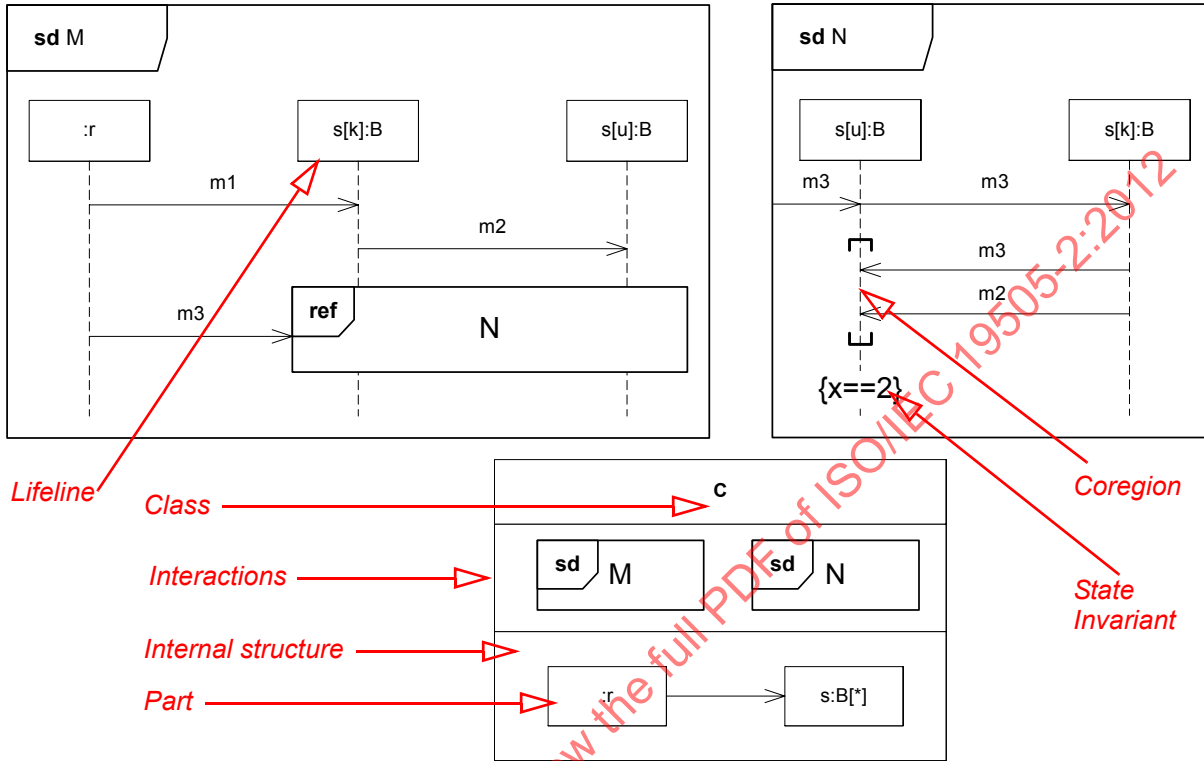 sd M
:r
s[k]:B
s[u]:B
m1
m2
m3
ref
N
sd N
s[u]:B
s[k]:B
m3
m3
m3
m2
{x==2}
Lifeline
Coregion
State
Invariant
Class
C
Interactions
sd
M
sd
N
Internal structure
Part
:r
s:B[*]
the full PDF of ISO/IEC 19505-2:2012